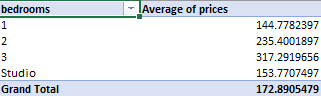 bedrooms Average of prices
1 144.7782397
2 235.4001897
3 317.2919656
Studio 153.7707497
Grand Total 172.8905479